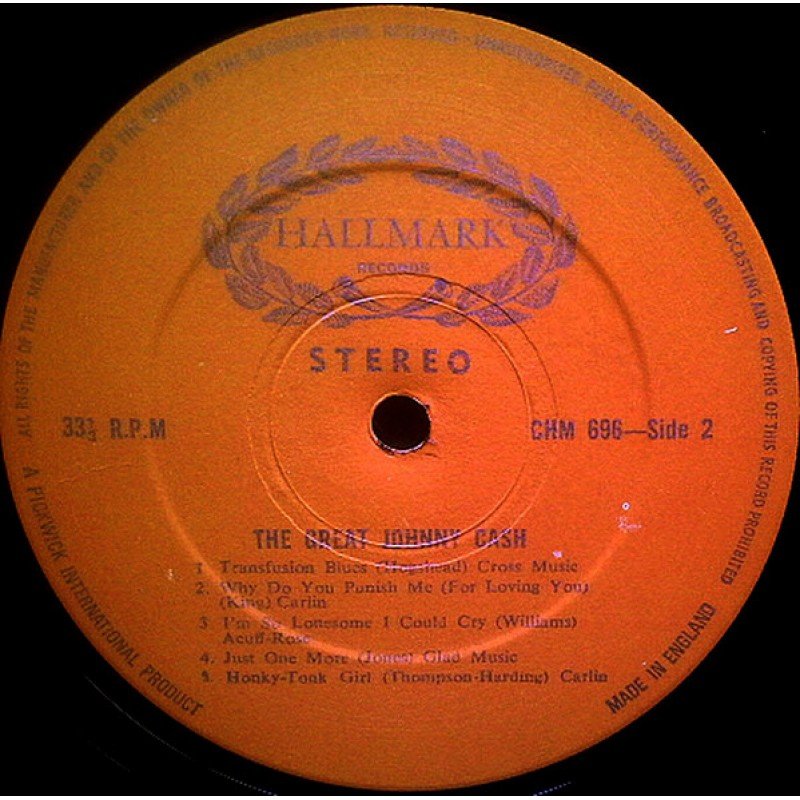 ALL RIGHTS OF THE MANUFACTURER AND OF THE OWNER OF THE RECORDED WORK RESERVED—UNAUTHORISED PUBLIC PERFORMANCE BROADCASTING AND COPYING OF THIS RECORD PROHIBITED
HALLMARK
RECORDS
STEREO
33⅓ R.P.M
CHM 696—Side 2
THE GREAT JOHNNY CASH
1. Transfusion Blues (Hogshead) Cross Music
2. Why Do You Punish Me (For Loving You)
(King) Carlin
3. I'm So Lonesome I Could Cry (Williams)
Acuff-Rose
4. Just One More (Jones) Glad Music
5. Honky-Tonk Girl (Thompson-Harding) Carlin
A PICKWICK INTERNATIONAL PRODUCT
MADE IN ENGLAND